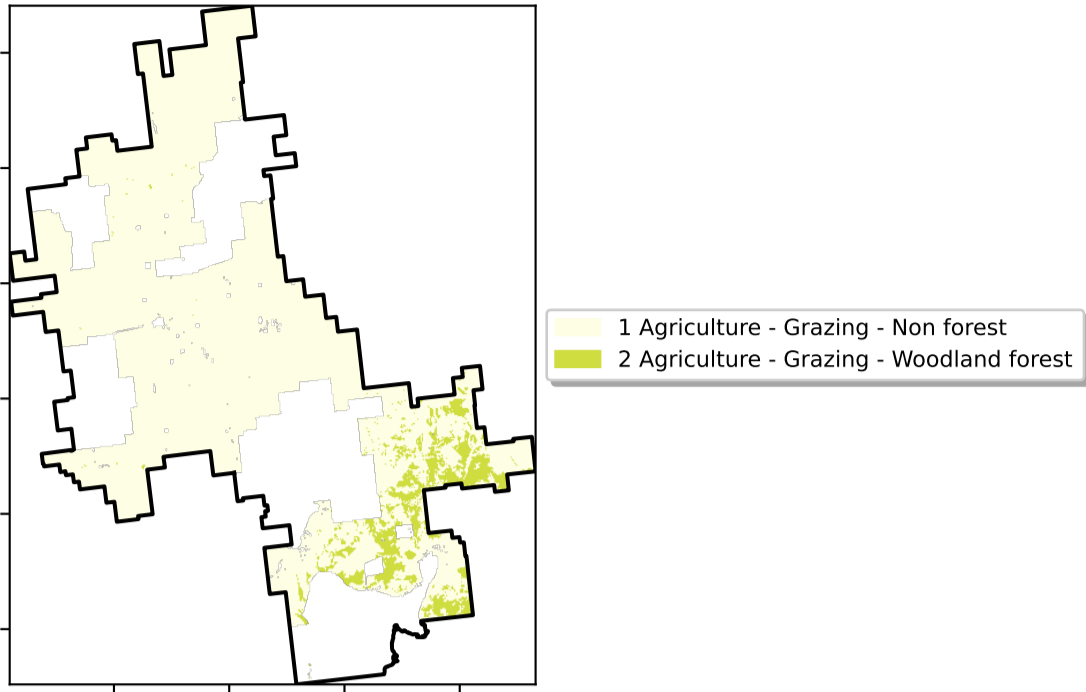 1 Agriculture - Grazing - Non forest
2 Agriculture - Grazing - Woodland forest